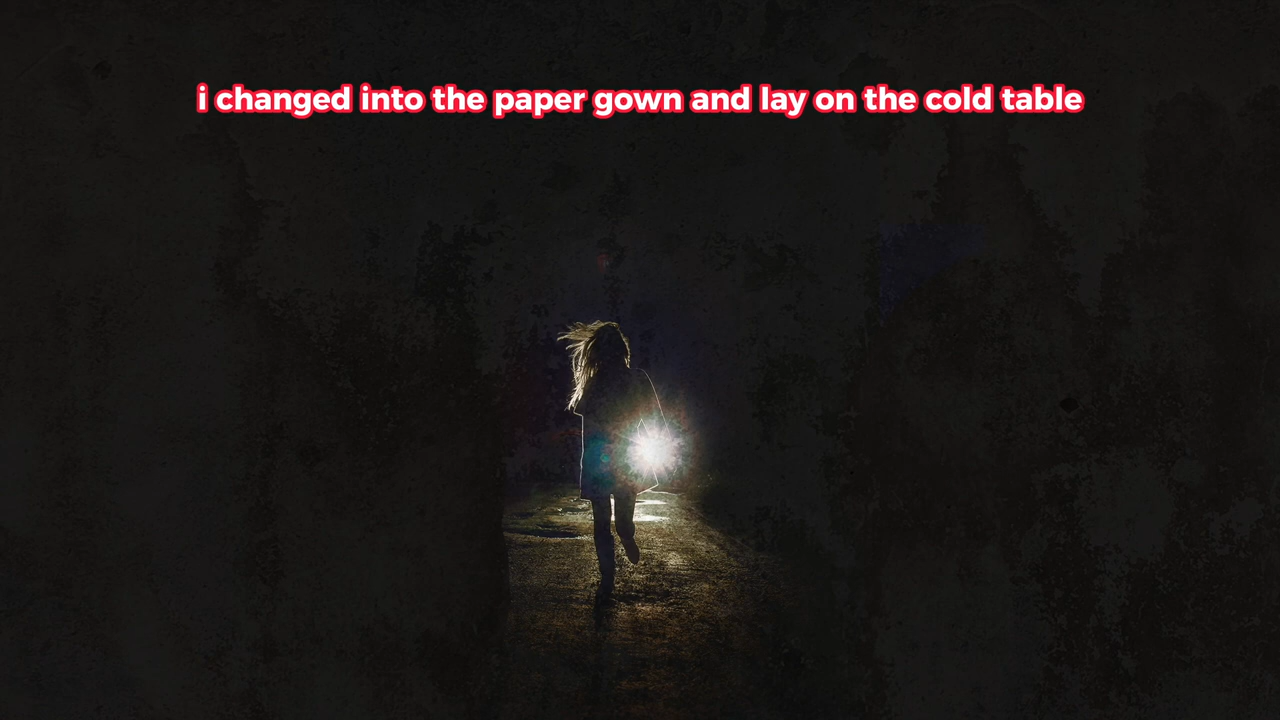 i changed into the paper gown and lay on the cold table